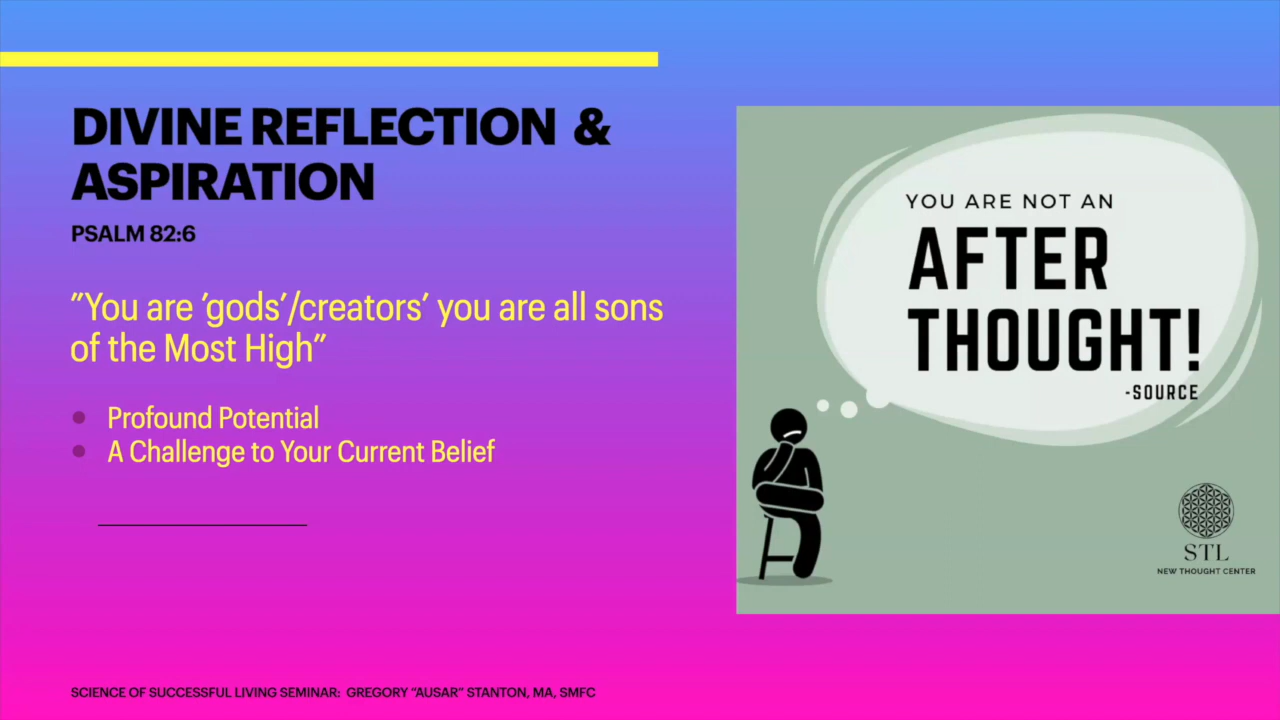 DIVINE REFLECTION &
ASPIRATION
PSALM 82:6
”You are ’gods’/creators’ you are all sons
of the Most High”
● Profound Potential
● A Challenge to Your Current Belief
YOU ARE NOT AN
AFTER
THOUGHT!
-SOURCE
STL
NEW THOUGHT CENTER
SCIENCE OF SUCCESSFUL LIVING SEMINAR: GREGORY “AUSAR” STANTON, MA, SMFC